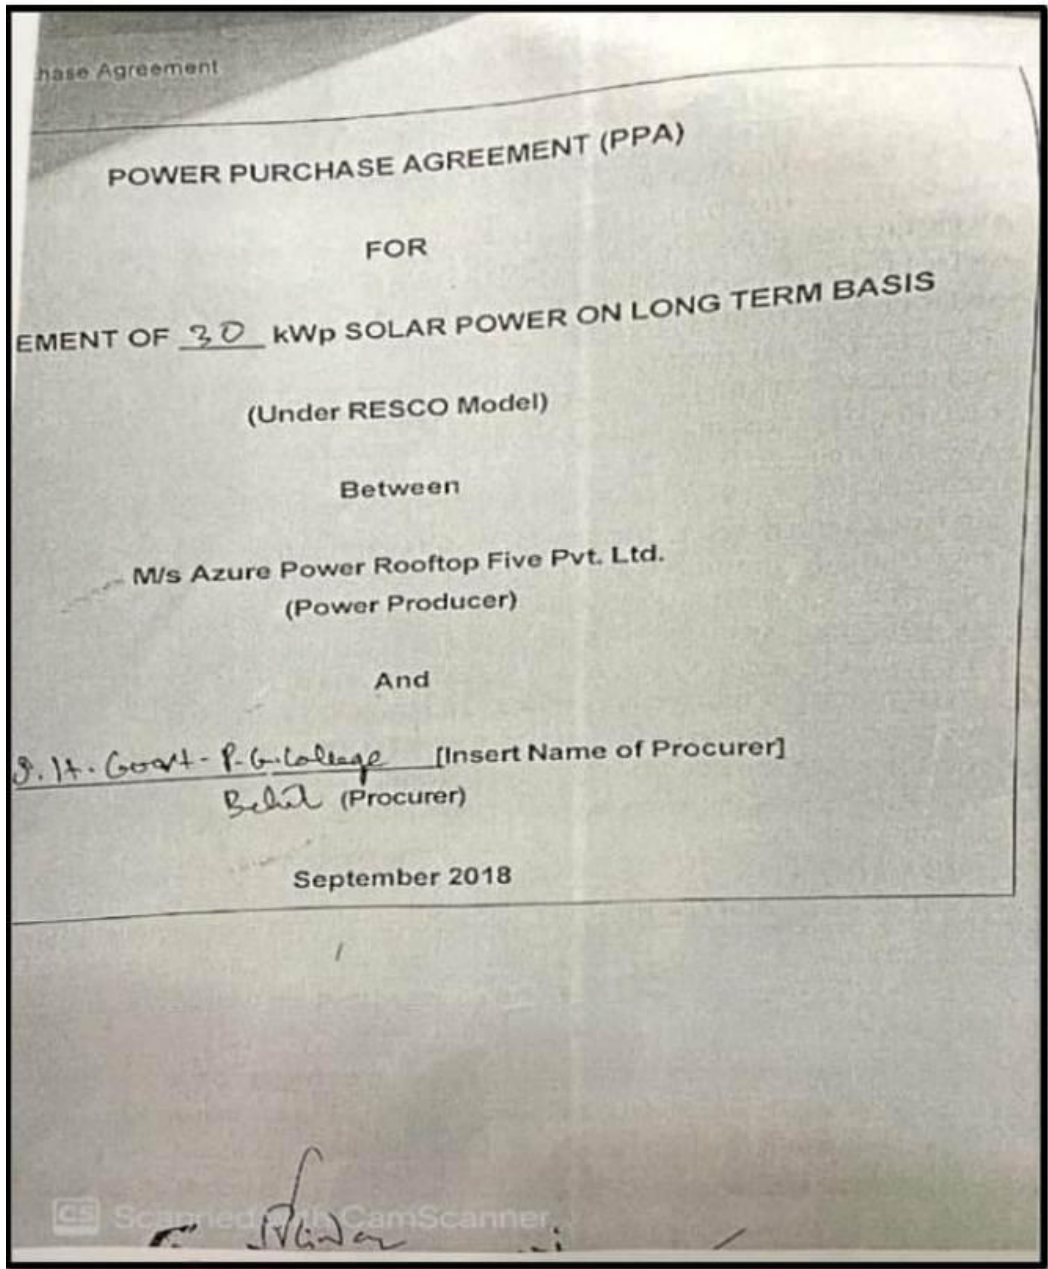 hase Agreement
POWER PURCHASE AGREEMENT (PPA)
FOR
EMENT OF 30 kWp SOLAR POWER ON LONG TERM BASIS
(Under RESCO Model)
Between
M/s Azure Power Rooftop Five Pvt. Ltd.
(Power Producer)
And
S.H. Govt. P.G. College [Insert Name of Procurer]
(Procurer)
September 2018
CS Scanned with CamScanner